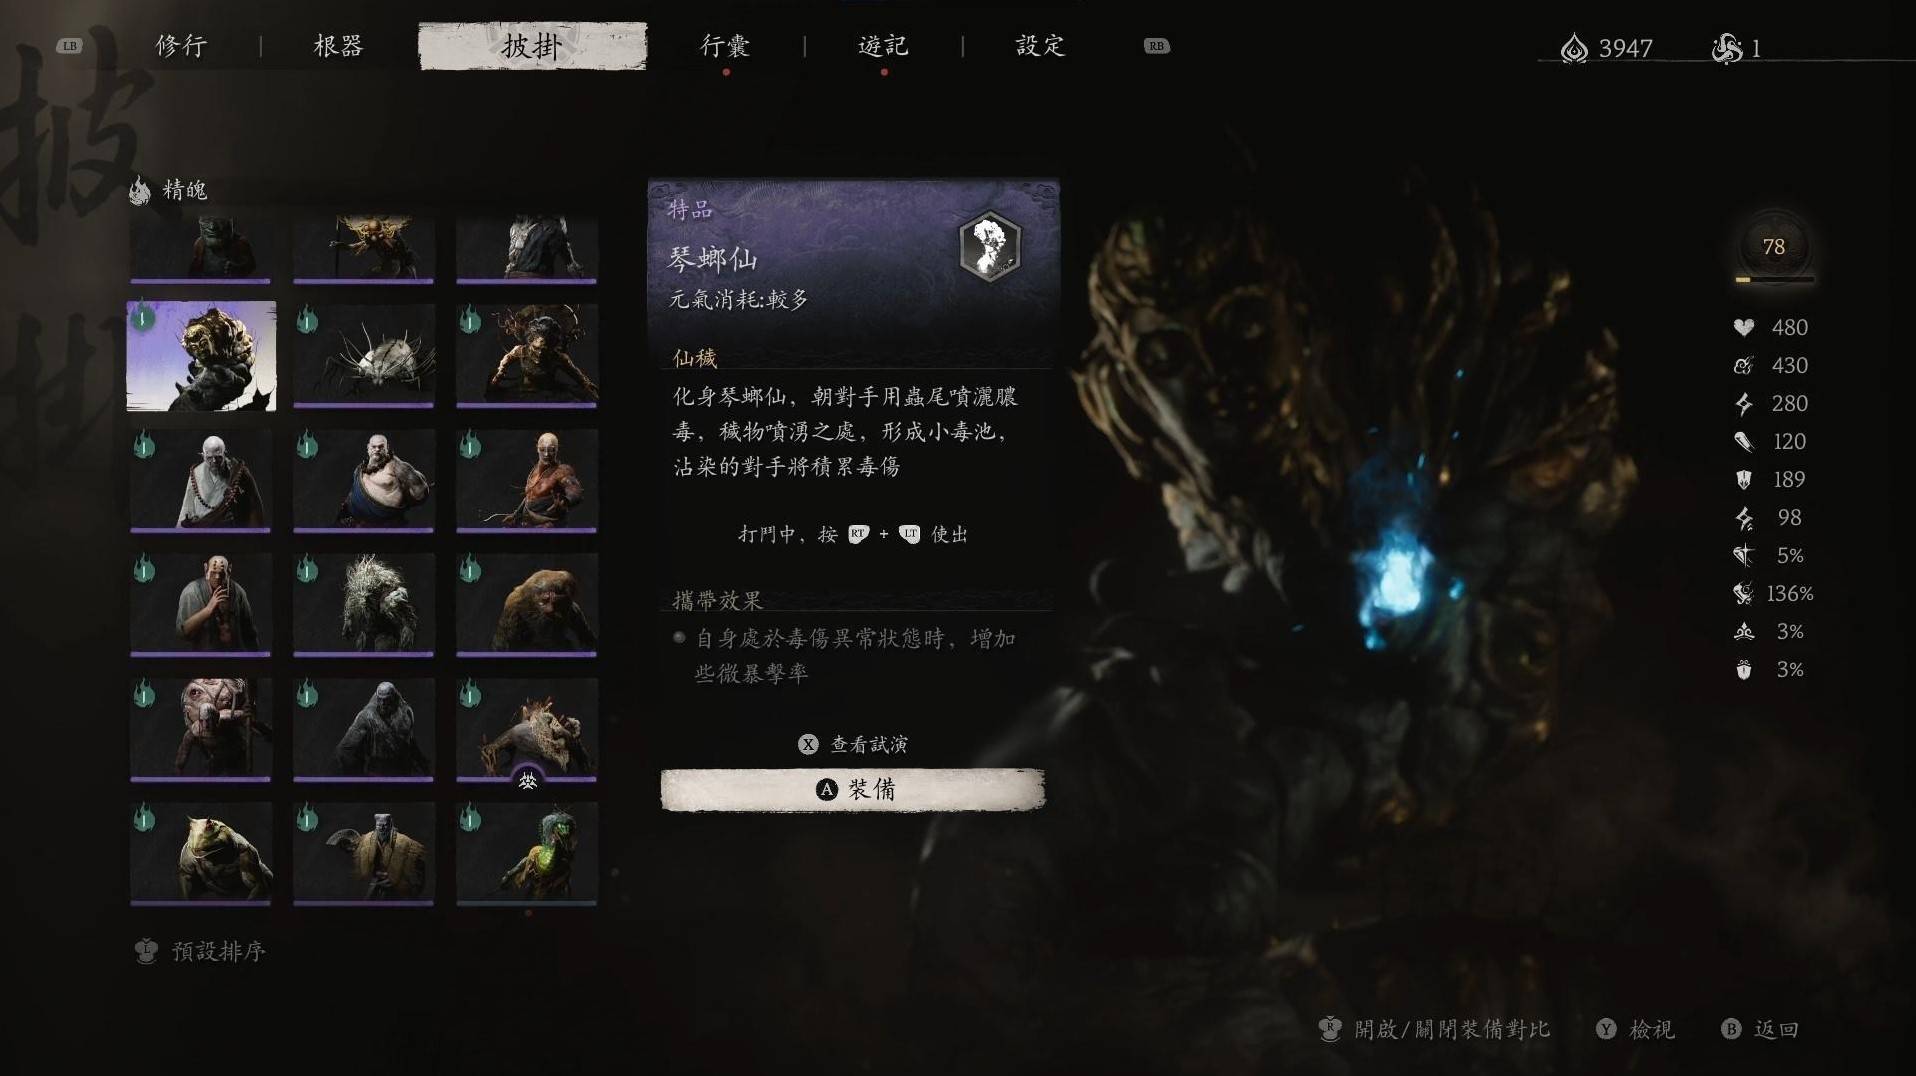 LB 修行 | 根器 披掛 行囊 | 遊記 | 設定 RB
3947 1
披掛
精魄
特品
琴螂仙
元氣消耗:較多
仙穢
化身琴螂仙，朝對手用蟲尾噴灑膿
毒，穢物噴湧之處，形成小毒池，
沾染的對手將積累毒傷
打鬥中，按 RT + LT 使出
攜帶效果
自身處於毒傷異常狀態時，增加
些微暴擊率
X 查看試演
A 裝備
78
480
430
280
120
189
98
5%
136%
3%
3%
L 預設排序
R 開啟/關閉裝備對比 Y 檢視 B 返回